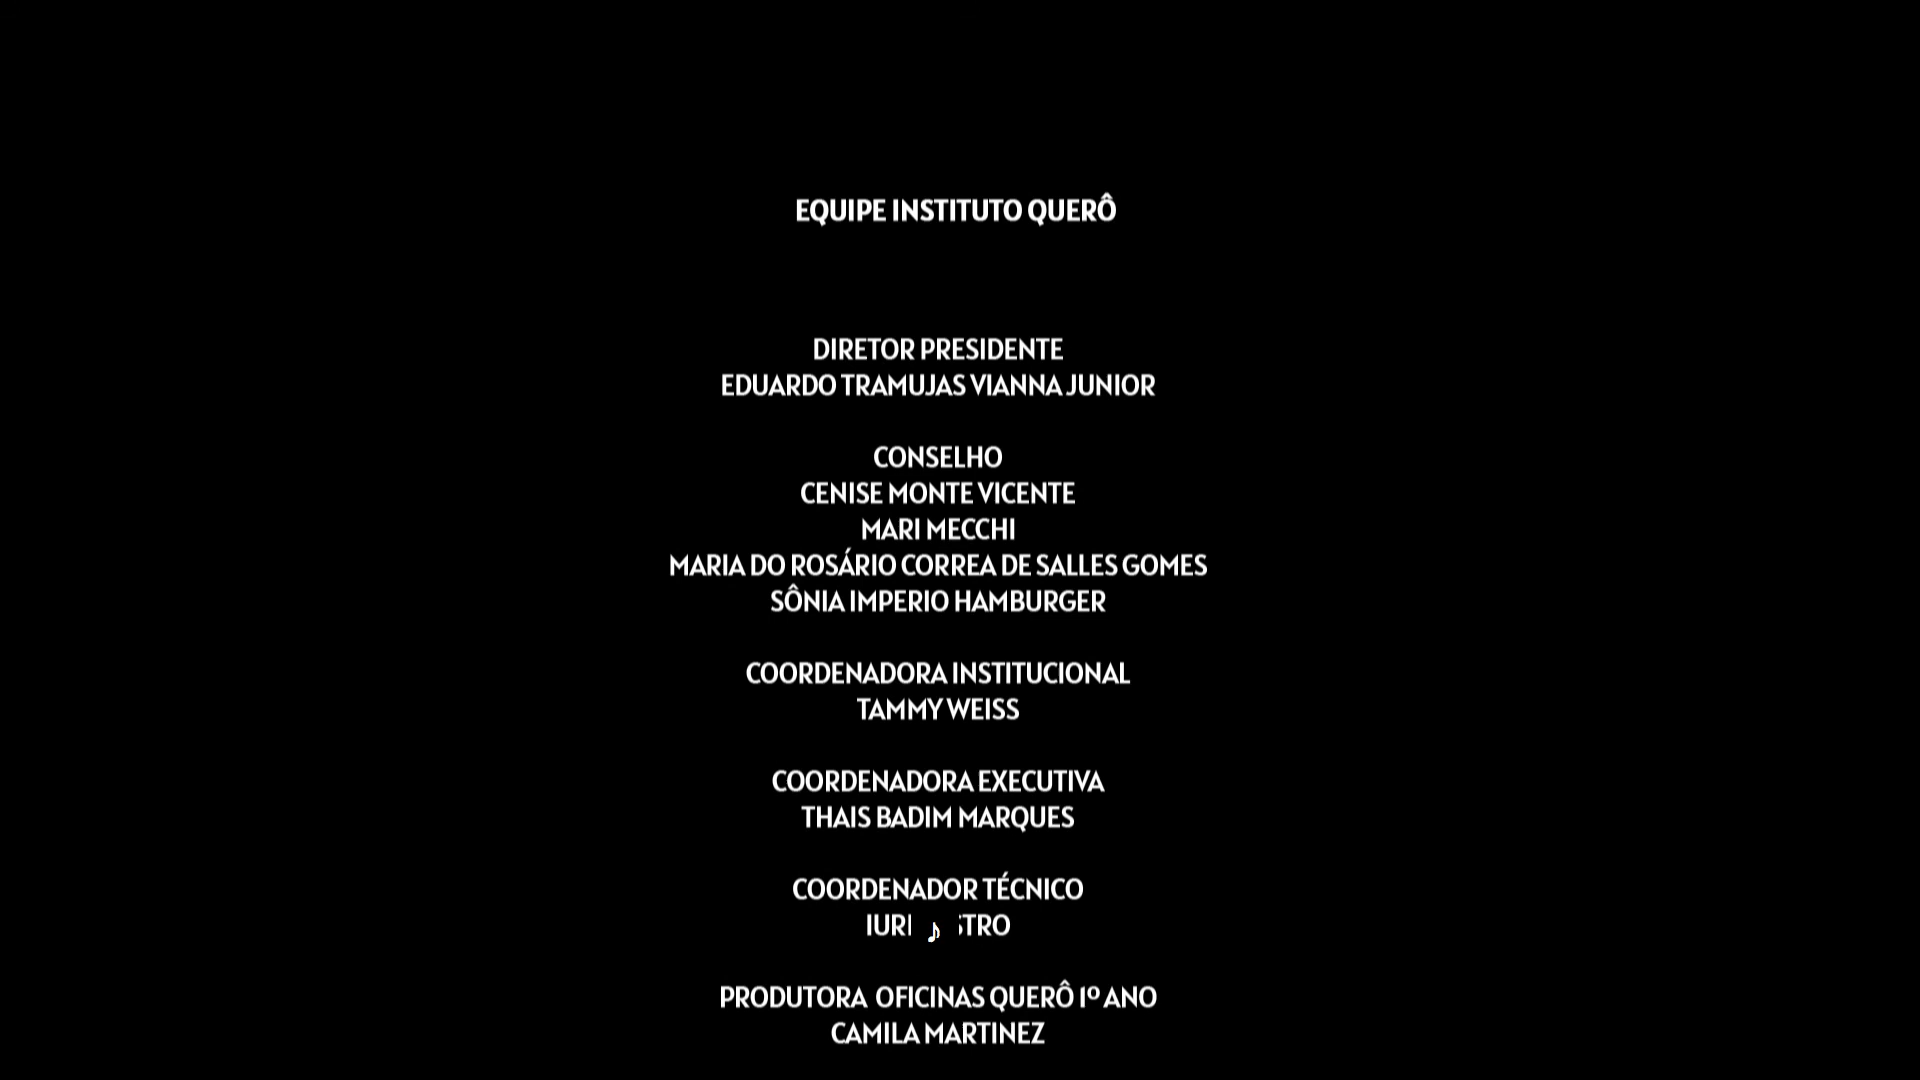 EQUIPE INSTITUTO QUERÔ
DIRETOR PRESIDENTE
EDUARDO TRAMUJAS VIANNA JUNIOR
CONSELHO
CENISE MONTE VICENTE
MARI MECCHI
MARIA DO ROSÁRIO CORREA DE SALLES GOMES
SÔNIA IMPERIO HAMBURGER
COORDENADORA INSTITUCIONAL
TAMMY WEISS
COORDENADORA EXECUTIVA
THAIS BADIM MARQUES
COORDENADOR TÉCNICO
♪
PRODUTORA OFICINAS QUERÔ 1º ANO
CAMILA MARTINEZ